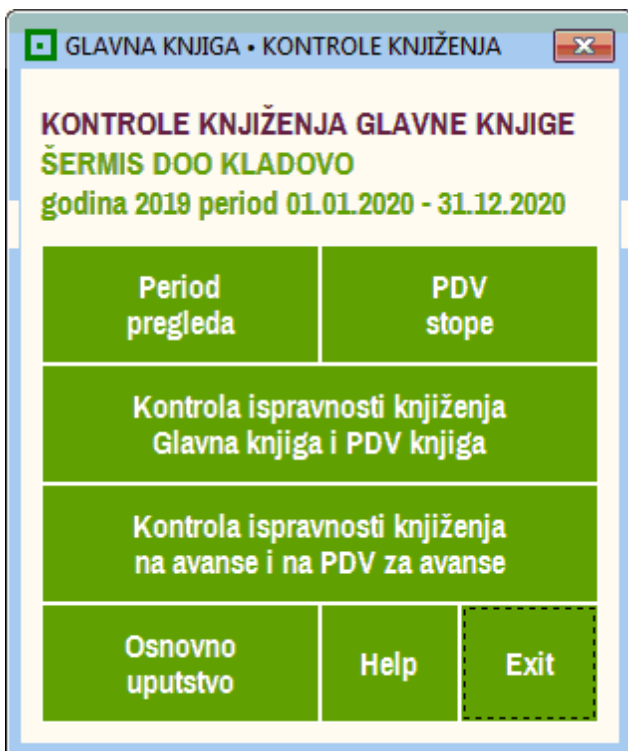 GLAVNA KNJIGA • KONTROLE KNJIŽENJA
KONTROLE KNJIŽENJA GLAVNE KNJIGE
ŠERMIS DOO KLADOVO
godina 2019 period 01.01.2020 - 31.12.2020
Period
pregleda
PDV
stope
Kontrola ispravnosti knjiženja
Glavna knjiga i PDV knjiga
Kontrola ispravnosti knjiženja
na avanse i na PDV za avanse
Osnovno
uputstvo
Help
Exit